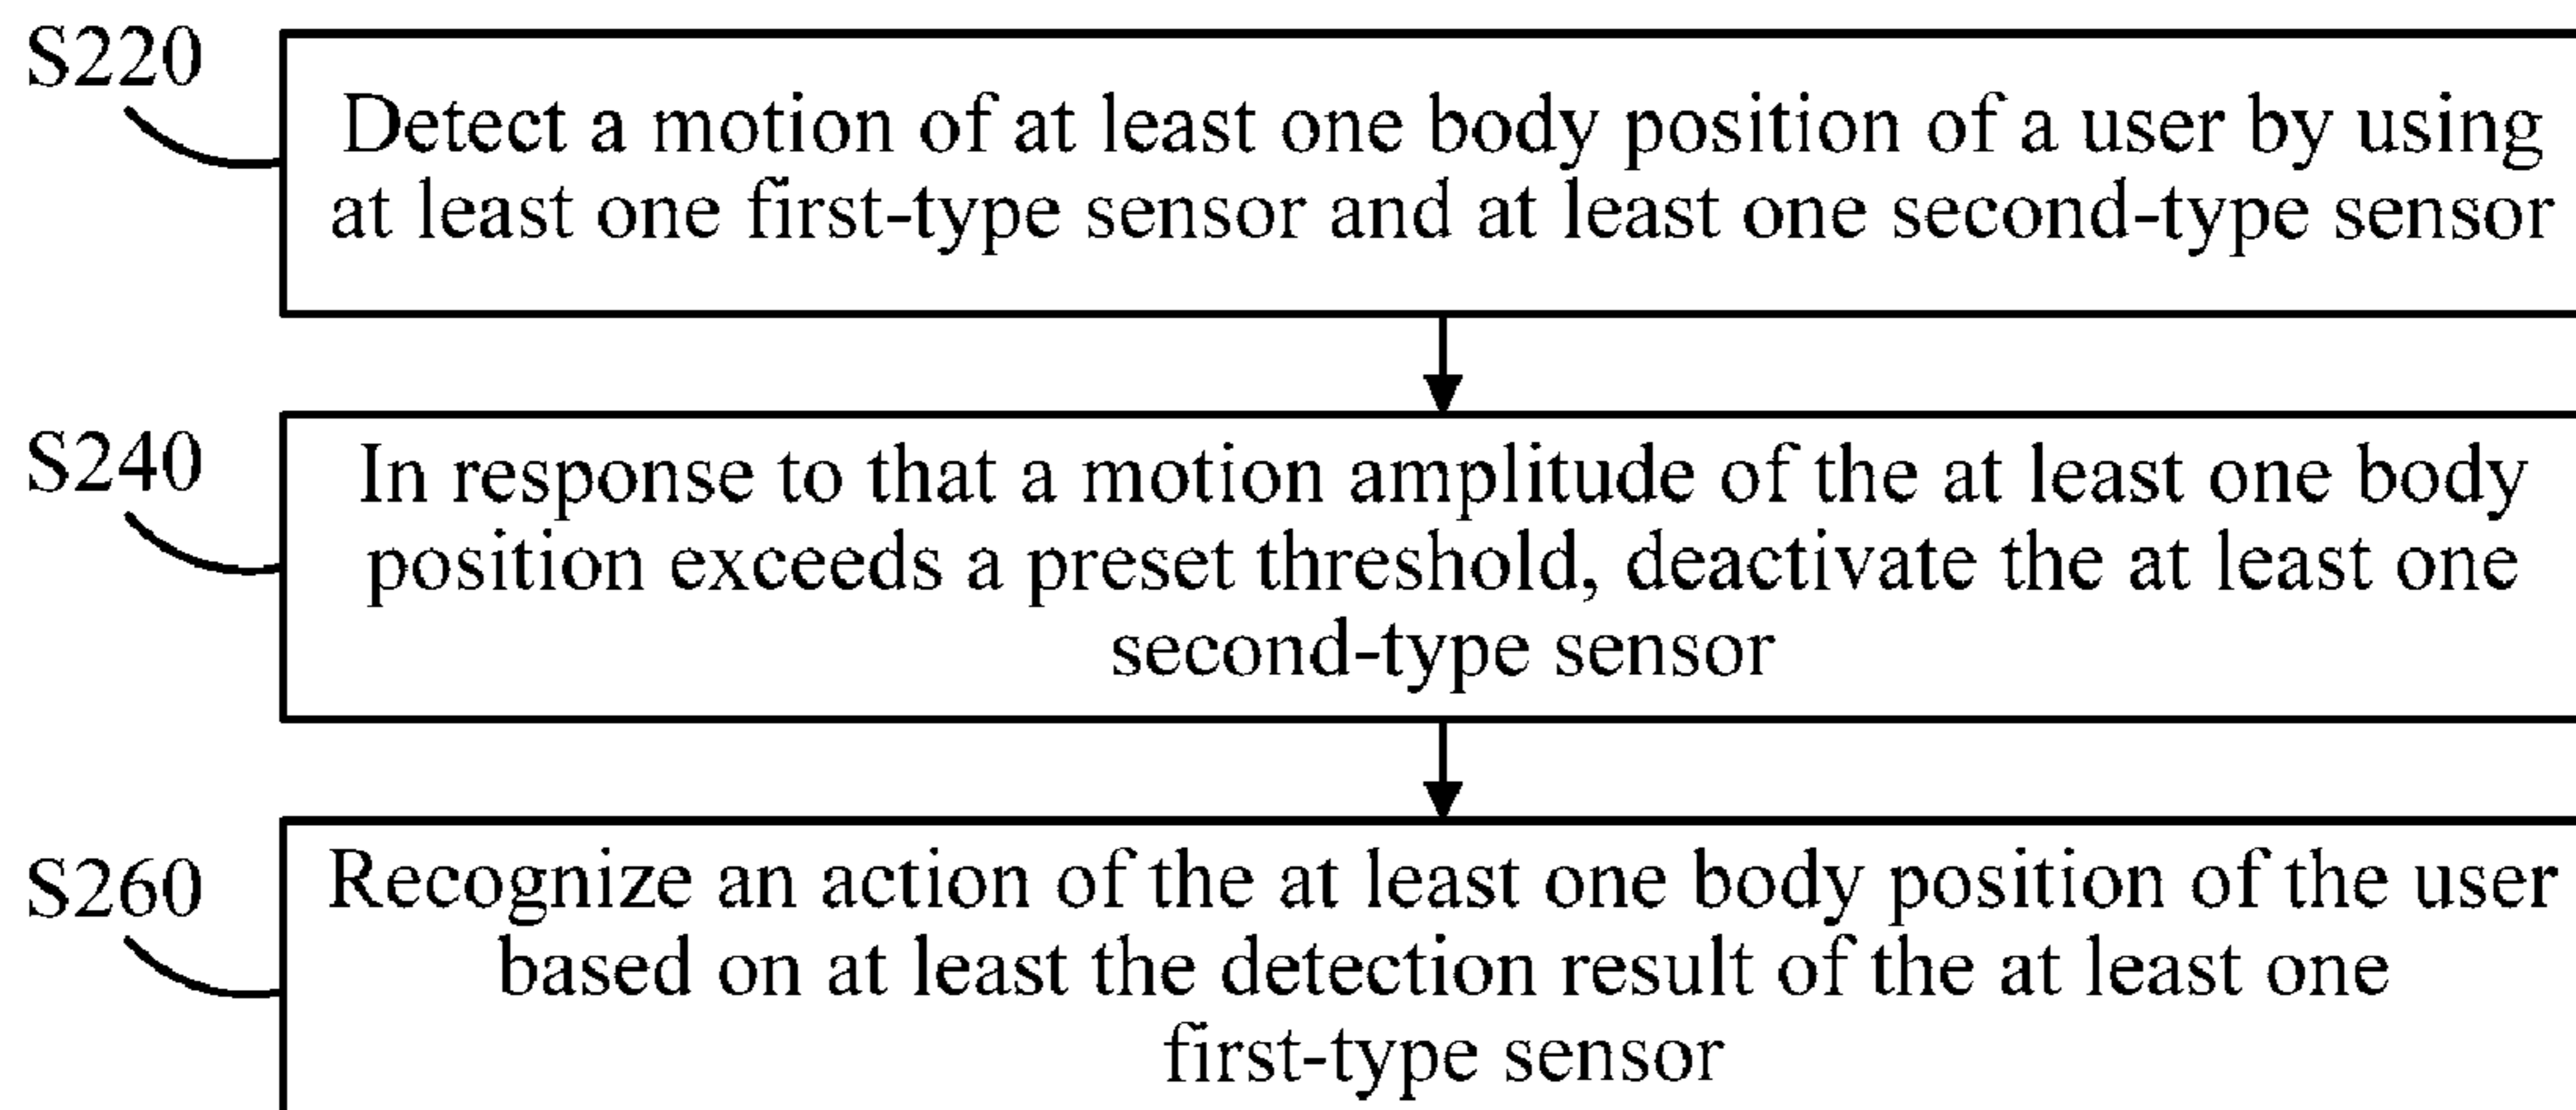 S220
Detect a motion of at least one body position of a user by using
at least one first-type sensor and at least one second-type sensor
S240
In response to that a motion amplitude of the at least one body
position exceeds a preset threshold, deactivate the at least one
second-type sensor
S260
Recognize an action of the at least one body position of the user
based on at least the detection result of the at least one
first-type sensor